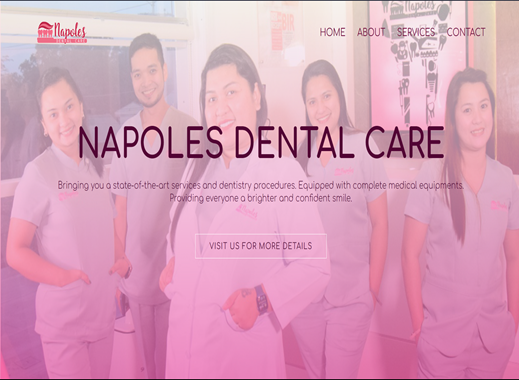 Napoles
DENTAL CARE
HOME ABOUT SERVICES CONTACT
NAPOLES DENTAL CARE
Bringing you a state-of-the-art services and dentistry procedures. Equipped with complete medical equipments.
Providing everyone a brighter and confident smile.
VISIT US FOR MORE DETAILS